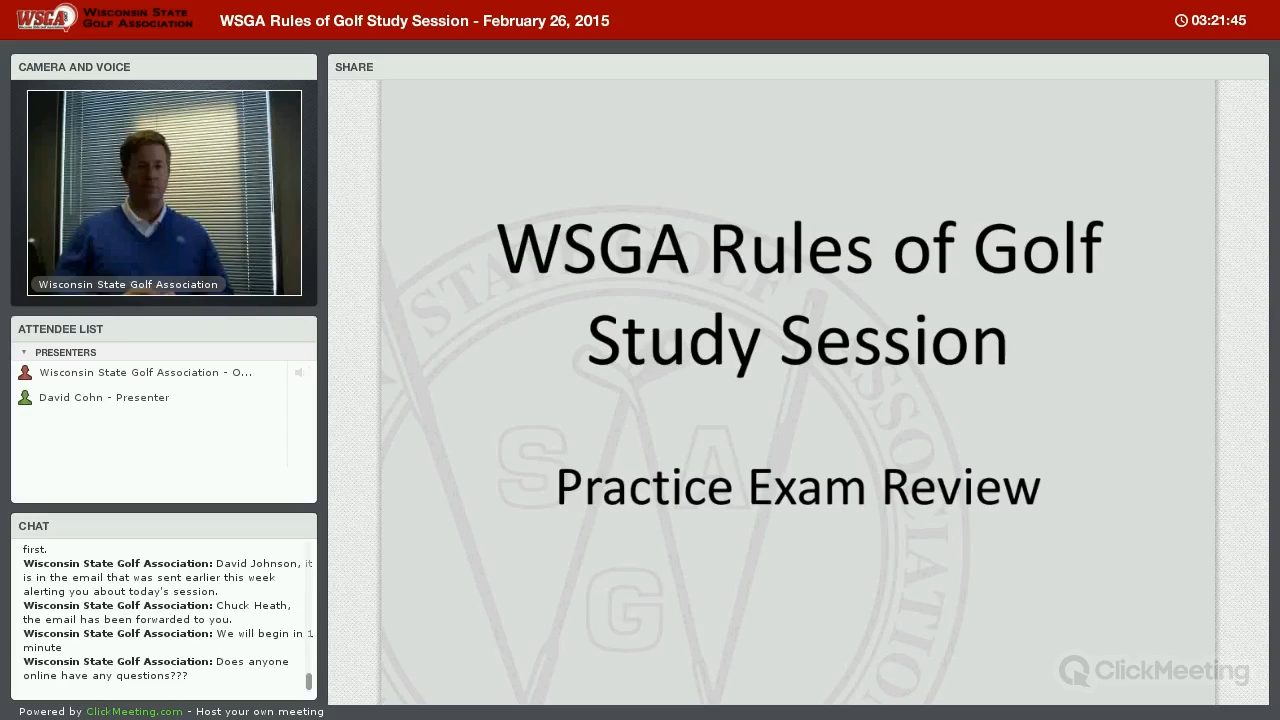 WSGA
WISCONSIN STATE
GOLF ASSOCIATION
WSGA Rules of Golf Study Session - February 26, 2015
03:21:45
CAMERA AND VOICE
Wisconsin State Golf Association
ATTENDEE LIST
PRESENTERS
Wisconsin State Golf Association - O...
David Cohn - Presenter
CHAT
first.
Wisconsin State Golf Association: David Johnson, it
is in the email that was sent earlier this week
alerting you about today's session.
Wisconsin State Golf Association: Chuck Heath,
the email has been forwarded to you.
Wisconsin State Golf Association: We will begin in 1
minute
Wisconsin State Golf Association: Does anyone
online have any questions???
Powered by ClickMeeting.com - Host your own meeting
SHARE
WSGA Rules of Golf
Study Session
Practice Exam Review
ClickMeeting